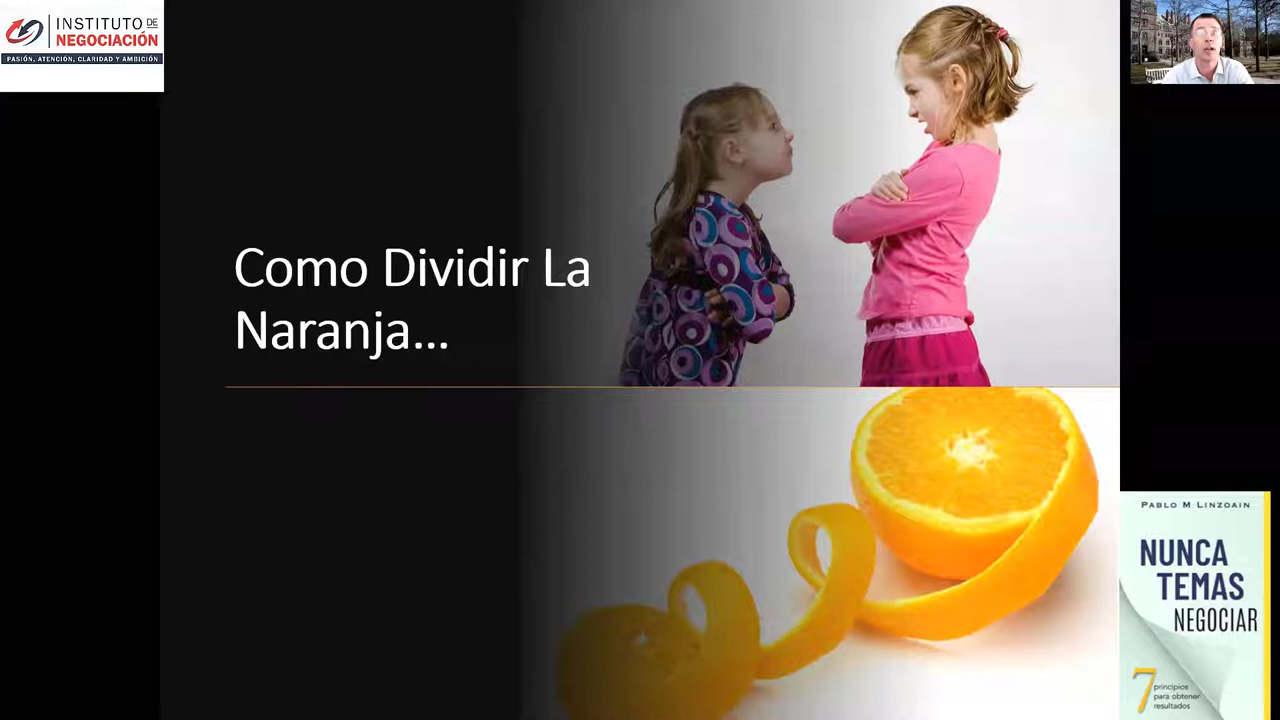 INSTITUTO DE
NEGOCIACIÓN
PASIÓN, ATENCIÓN, CLARIDAD Y AMBICIÓN
Como Dividir La
Naranja...
PABLO M LINZOAIN
NUNCA
TEMAS
NEGOCIAR
7 principios
para obtener
resultados